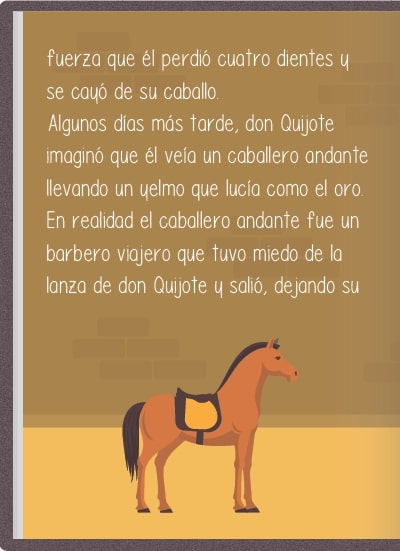 fuerza que él perdió cuatro dientes y
se cayó de su caballo.
Algunos días más tarde, don Quijote
imaginó que él veía un caballero andante
llevando un yelmo que lucía como el oro.
En realidad el caballero andante fue un
barbero viajero que tuvo miedo de la
lanza de don Quijote y salió, dejando su